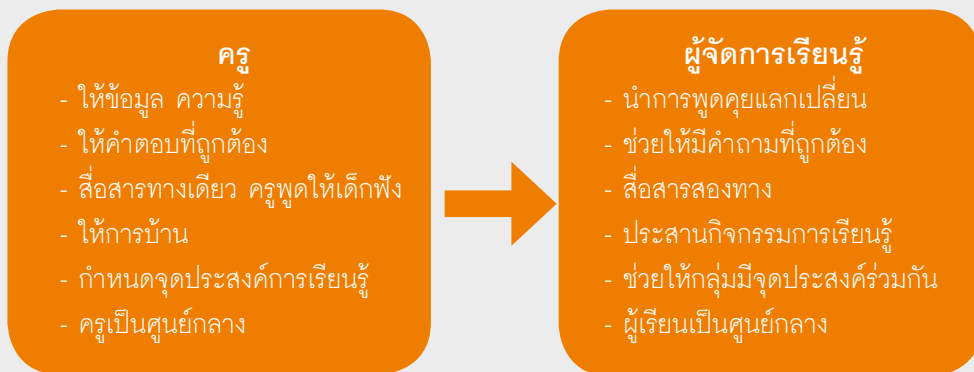 ครู
- ให้ข้อมูล ความรู้
- ให้คำตอบที่ถูกต้อง
- สื่อสารทางเดียว ครูพูดให้เด็กฟัง
- ให้การบ้าน
- กำหนดจุดประสงค์การเรียนรู้
- ครูเป็นศูนย์กลาง
ผู้จัดการเรียนรู้
- นำการพูดคุยแลกเปลี่ยน
- ช่วยให้มีคำถามที่ถูกต้อง
- สื่อสารสองทาง
- ประสานกิจกรรมการเรียนรู้
- ช่วยให้กลุ่มมีจุดประสงค์ร่วมกัน
- ผู้เรียนเป็นศูนย์กลาง